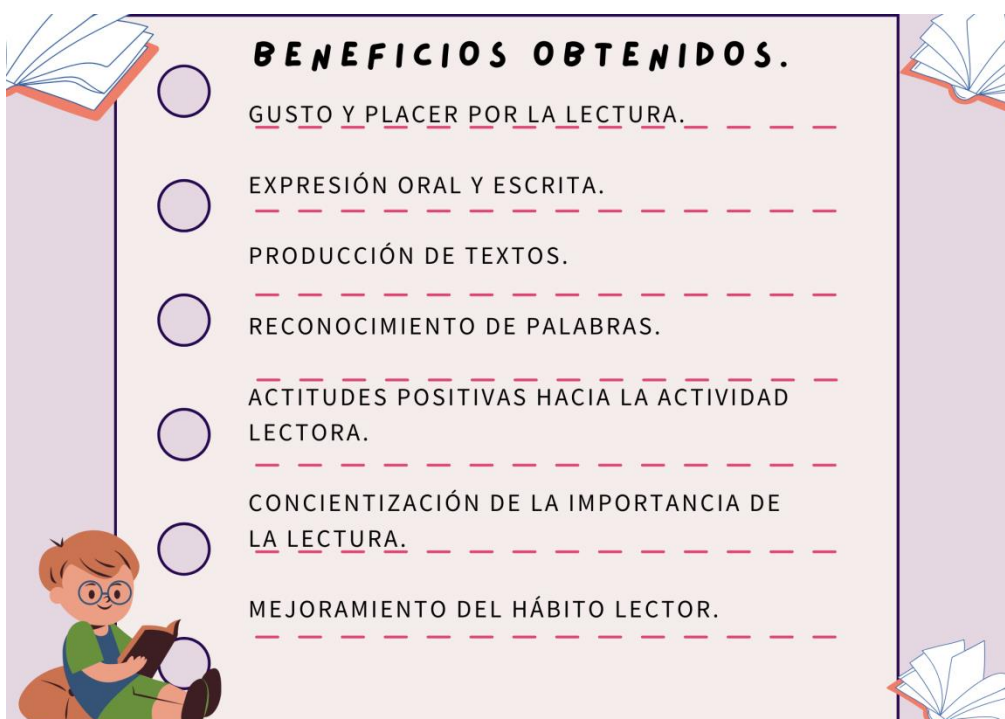 BENEFICIOS OBTENIDOS.
GUSTO Y PLACER POR LA LECTURA.
EXPRESIÓN ORAL Y ESCRITA.
PRODUCCIÓN DE TEXTOS.
RECONOCIMIENTO DE PALABRAS.
ACTITUDES POSITIVAS HACIA LA ACTIVIDAD
LECTORA.
CONCIENTIZACIÓN DE LA IMPORTANCIA DE
LA LECTURA.
MEJORAMIENTO DEL HÁBITO LECTOR.